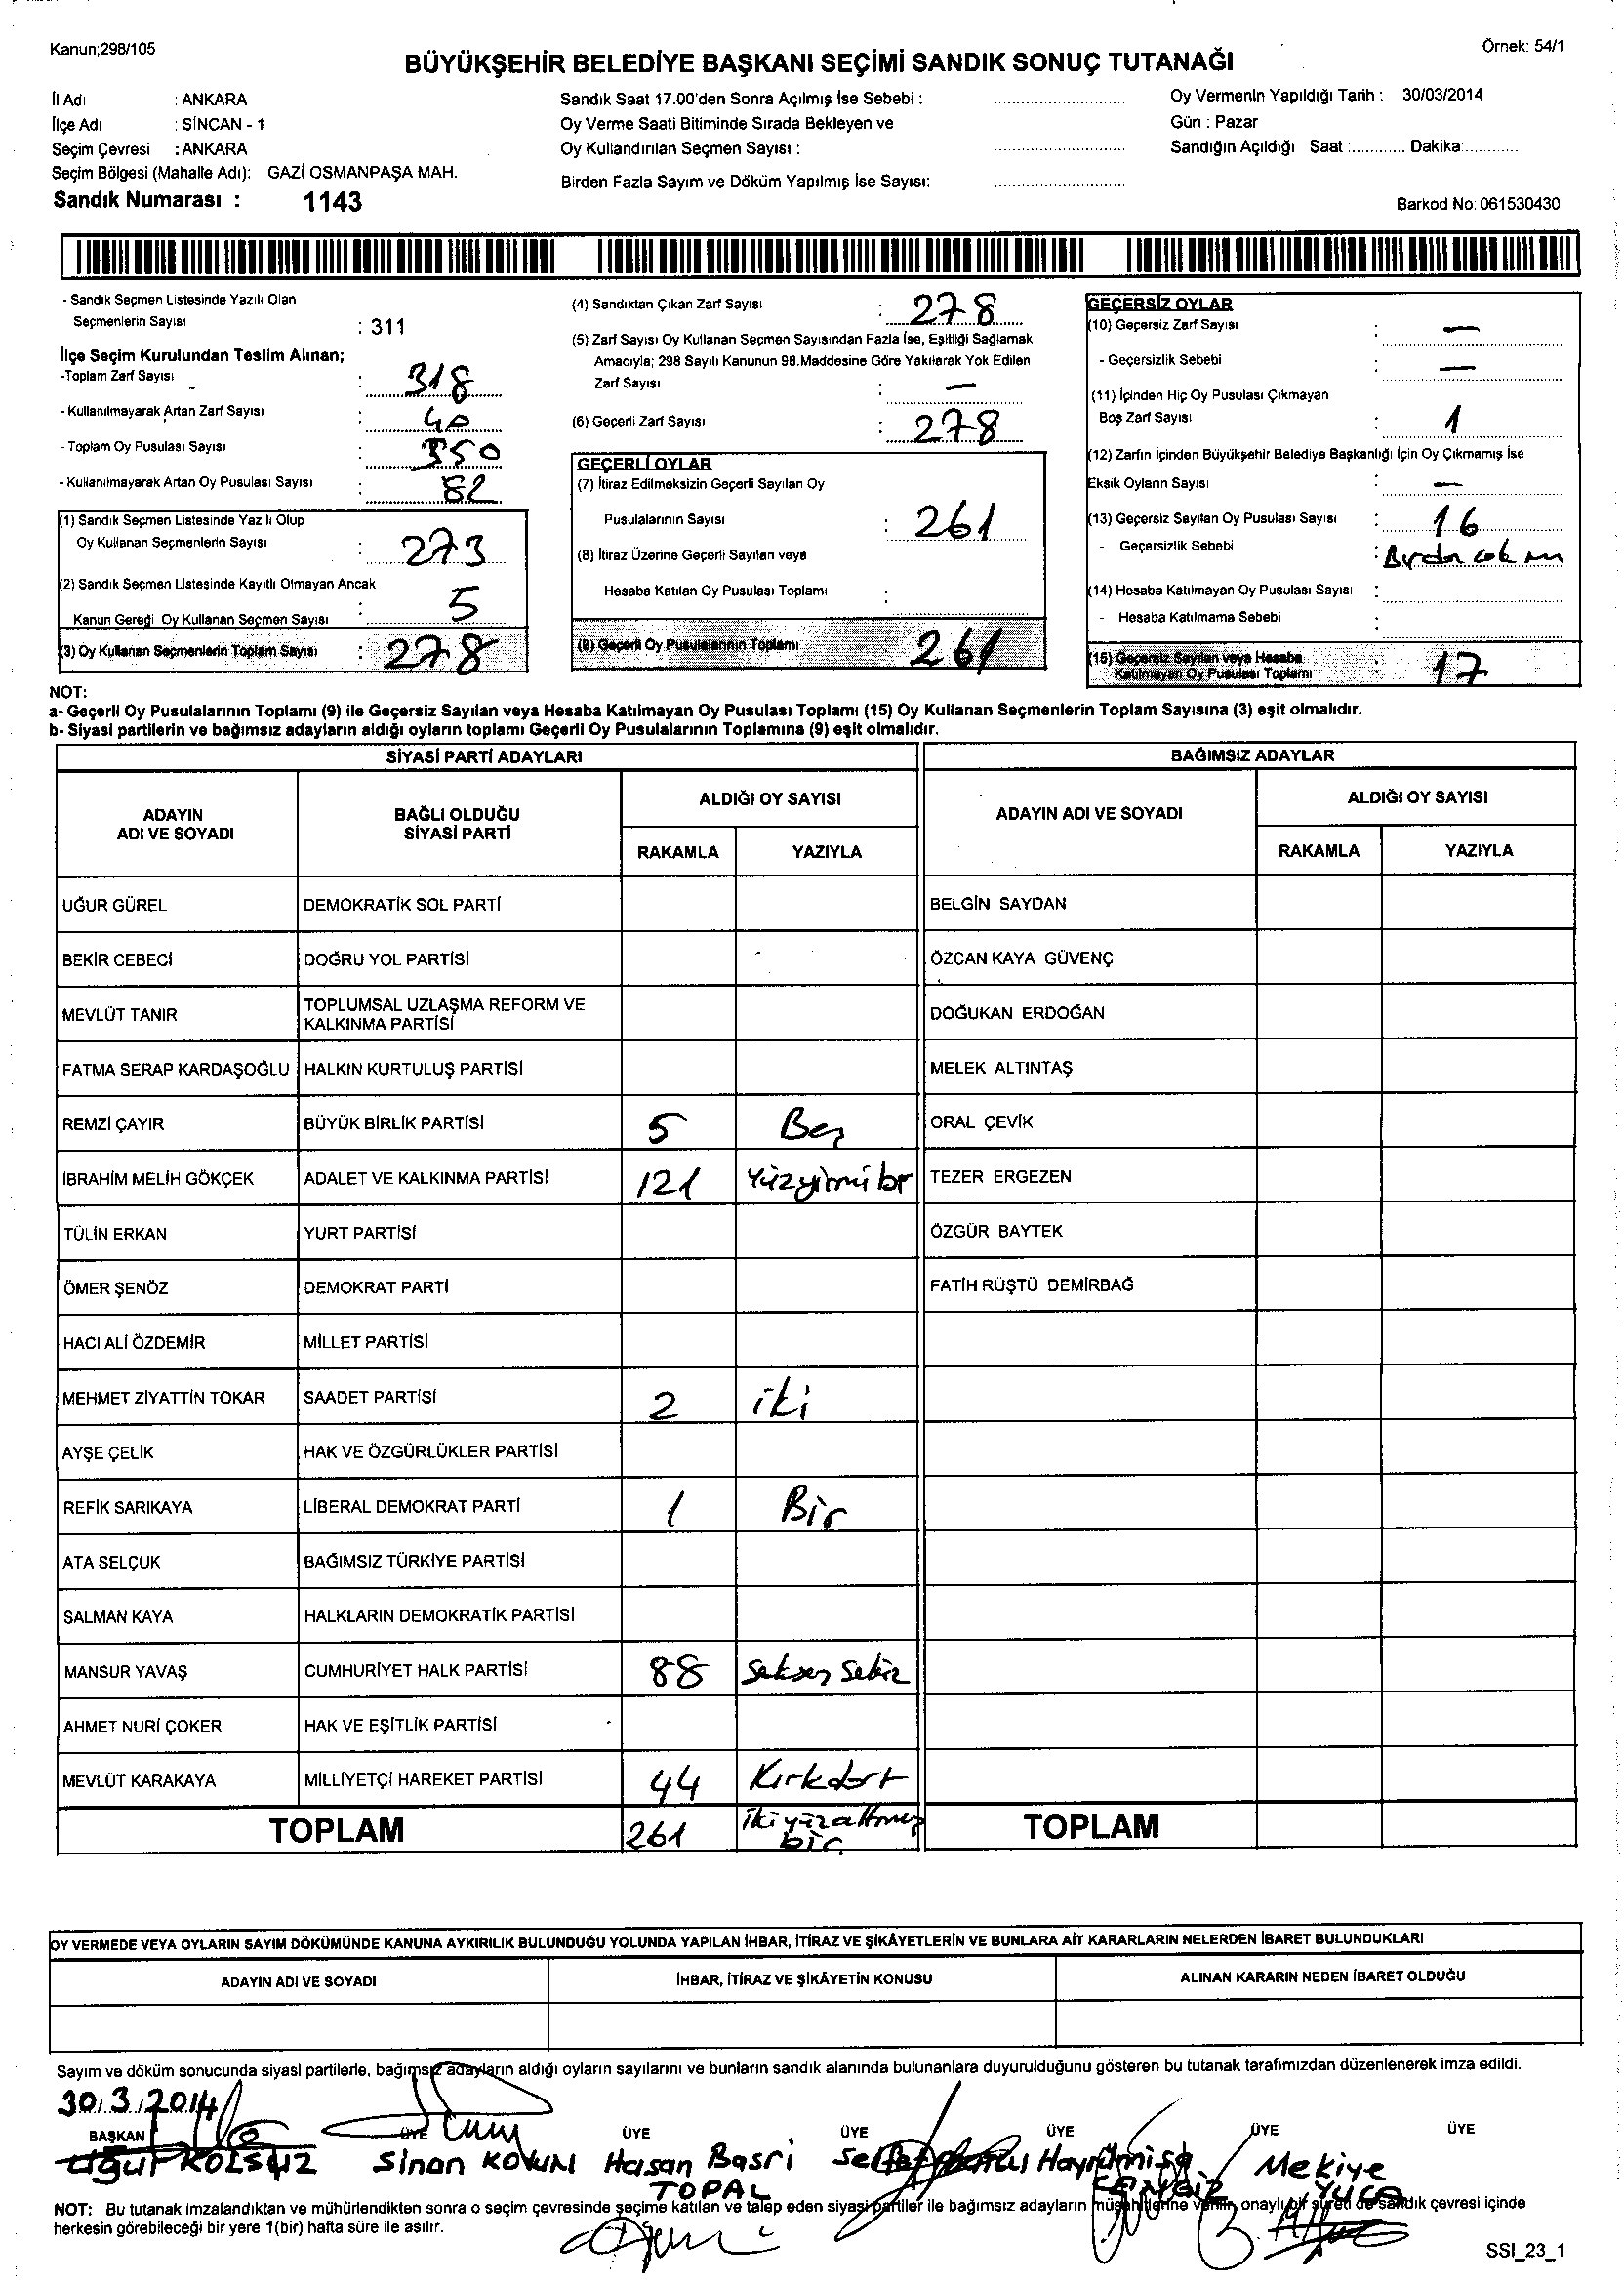 Kanun;298/105
Örnek: 54/1
BÜYÜKŞEHİR BELEDİYE BAŞKANI SEÇİMİ SANDIK SONUÇ TUTANAĞI
İl Adı : ANKARA
İlçe Adı : SİNCAN - 1
Seçim Çevresi : ANKARA
Seçim Bölgesi (Mahalle Adı): GAZİ OSMANPAŞA MAH.
Sandık Numarası : 1143
Sandık Saat 17.00'den Sonra Açılmış İse Sebebi :
Oy Verme Saati Bitiminde Sırada Bekleyen ve
Oy Kullandırılan Seçmen Sayısı :
Birden Fazla Sayım ve Döküm Yapılmış İse Sayısı:
Oy Vermenin Yapıldığı Tarih : 30/03/2014
Gün : Pazar
Sandığın Açıldığı Saat :............ Dakika:............
Barkod No: 061530430
- Sandık Seçmen Listesinde Yazılı Olan
Seçmenlerin Sayısı : 311
İlçe Seçim Kurulundan Teslim Alınan;
-Toplam Zarf Sayısı : 318
- Kullanılmayarak Artan Zarf Sayısı : 40
- Toplam Oy Pusulası Sayısı : 350
- Kullanılmayarak Artan Oy Pusulası Sayısı : 82
(1) Sandık Seçmen Listesinde Yazılı Olup
Oy Kullanan Seçmenlerin Sayısı : 273
(2) Sandık Seçmen Listesinde Kayıtlı Olmayan Ancak
Kanun Gereği Oy Kullanan Seçmen Sayısı : 5
(3) Oy Kullanan Seçmenlerin Toplam Sayısı : 278
(4) Sandıktan Çıkan Zarf Sayısı : 278
(5) Zarf Sayısı Oy Kullanan Seçmen Sayısından Fazla İse, Eşitliği Sağlamak
Amacıyla; 298 Sayılı Kanunun 98.Maddesine Göre Yakılarak Yok Edilen
Zarf Sayısı : —
(6) Geçerli Zarf Sayısı : 278
GEÇERLİ OYLAR
(7) İtiraz Edilmeksizin Geçerli Sayılan Oy
Pusulalarının Sayısı : 261
(8) İtiraz Üzerine Geçerli Sayılan veya
Hesaba Katılan Oy Pusulası Toplamı :
(9) Geçerli Oy Pusulalarının Toplamı 261
GEÇERSİZ OYLAR
(10) Geçersiz Zarf Sayısı : —
- Geçersizlik Sebebi : —
(11) İçinden Hiç Oy Pusulası Çıkmayan
Boş Zarf Sayısı : 1
(12) Zarfın İçinden Büyükşehir Belediye Başkanlığı İçin Oy Çıkmamış İse
Eksik Oyların Sayısı : —
(13) Geçersiz Sayılan Oy Pusulası Sayısı : 16
- Geçersizlik Sebebi :
(14) Hesaba Katılmayan Oy Pusulası Sayısı :
- Hesaba Katılmama Sebebi :
(15) Geçersiz Sayılan veya Hesaba
Katılmayan Oy Pusulası Toplamı : 17
NOT:
a- Geçerli Oy Pusulalarının Toplamı (9) ile Geçersiz Sayılan veya Hesaba Katılmayan Oy Pusulası Toplamı (15) Oy Kullanan Seçmenlerin Toplam Sayısına (3) eşit olmalıdır.
b- Siyasi partilerin ve bağımsız adayların aldığı oyların toplamı Geçerli Oy Pusulalarının Toplamına (9) eşit olmalıdır.
SİYASİ PARTİ ADAYLARI
BAĞIMSIZ ADAYLAR
ADAYIN ADI VE SOYADI
BAĞLI OLDUĞU SİYASİ PARTİ
ALDIĞI OY SAYISI
RAKAMLA YAZIYLA
ADAYIN ADI VE SOYADI
ALDIĞI OY SAYISI
RAKAMLA YAZIYLA
UĞUR GÜREL DEMOKRATİK SOL PARTİ BELGİN SAYDAN
BEKİR CEBECİ DOĞRU YOL PARTİSİ ÖZCAN KAYA GÜVENÇ
MEVLÜT TANIR TOPLUMSAL UZLAŞMA REFORM VE KALKINMA PARTİSİ DOĞUKAN ERDOĞAN
FATMA SERAP KARDAŞOĞLU HALKIN KURTULUŞ PARTİSİ MELEK ALTINTAŞ
REMZİ ÇAYIR BÜYÜK BİRLİK PARTİSİ 5 Beş ORAL ÇEVİK
İBRAHİM MELİH GÖKÇEK ADALET VE KALKINMA PARTİSİ 121 Yüzyirmi br TEZER ERGEZEN
TÜLİN ERKAN YURT PARTİSİ ÖZGÜR BAYTEK
ÖMER ŞENÖZ DEMOKRAT PARTİ FATİH RÜŞTÜ DEMİRBAĞ
HACI ALİ ÖZDEMİR MİLLET PARTİSİ
MEHMET ZİYATTİN TOKAR SAADET PARTİSİ 2 iki
AYŞE ÇELİK HAK VE ÖZGÜRLÜKLER PARTİSİ
REFİK SARIKAYA LİBERAL DEMOKRAT PARTİ 1 Bir
ATA SELÇUK BAĞIMSIZ TÜRKİYE PARTİSİ
SALMAN KAYA HALKLARIN DEMOKRATİK PARTİSİ
MANSUR YAVAŞ CUMHURİYET HALK PARTİSİ 88 Seksen Sekiz
AHMET NURİ ÇOKER HAK VE EŞİTLİK PARTİSİ
MEVLÜT KARAKAYA MİLLİYETÇİ HAREKET PARTİSİ 44 Kırkdört
TOPLAM 261 ikiyüzaltmış bir TOPLAM
OY VERMEDE VEYA OYLARIN SAYIM DÖKÜMÜNDE KANUNA AYKIRILIK BULUNDUĞU YOLUNDA YAPILAN İHBAR, İTİRAZ VE ŞİKÂYETLERİN VE BUNLARA AİT KARARLARIN NELERDEN İBARET BULUNDUKLARI
ADAYIN ADI VE SOYADI İHBAR, İTİRAZ VE ŞİKÂYETİN KONUSU ALINAN KARARIN NEDEN İBARET OLDUĞU
Sayım ve döküm sonucunda siyasi partilerle, bağımsız adayların aldığı oyların sayılarını ve bunların sandık alanında bulunanlara duyurulduğunu gösteren bu tutanak tarafımızdan düzenlenerek imza edildi.
30.3.2014
BAŞKAN ÜYE ÜYE ÜYE ÜYE ÜYE ÜYE
Sinan Hasan Basri Mekiye
TOPAL CENGİZ YUCA
NOT: Bu tutanak imzalandıktan ve mühürlendikten sonra o seçim çevresinde seçime katılan ve talep eden siyasi partiler ile bağımsız adayların müşahitlerine verilir, onaylı bir sureti de sandık çevresi içinde
herkesin görebileceği bir yere 1(bir) hafta süre ile asılır.
SSI_23_1